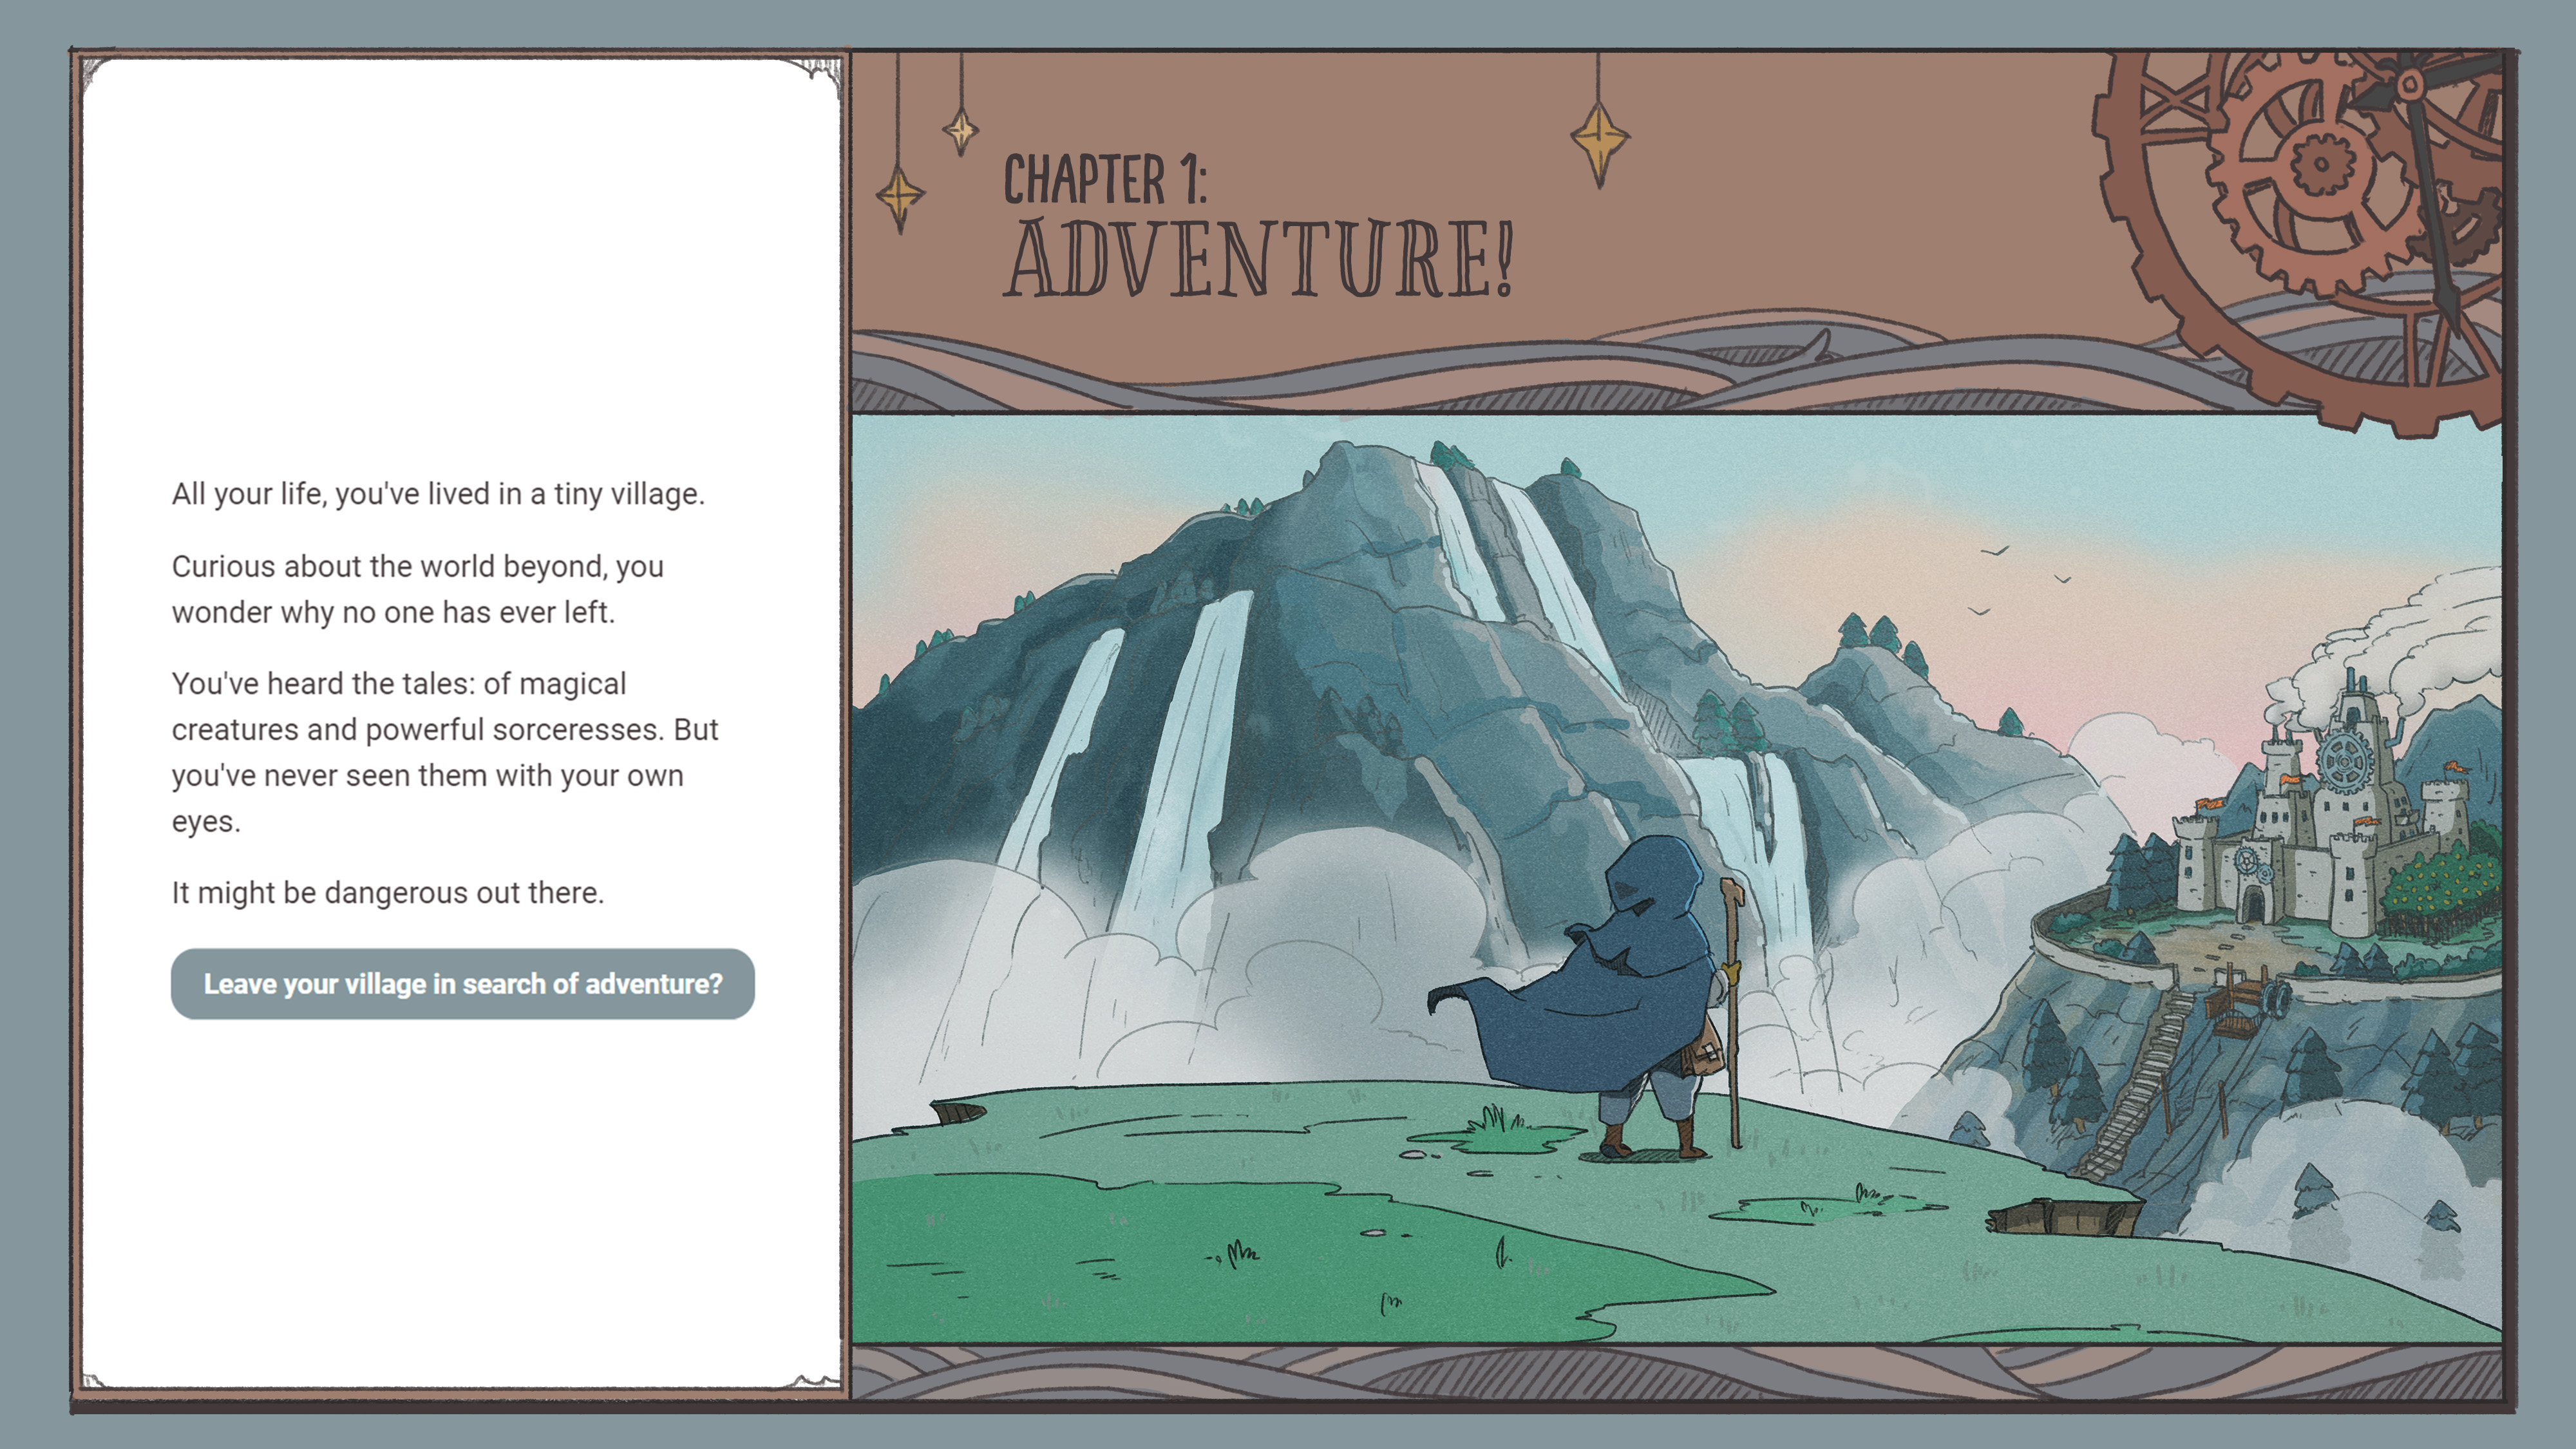 All your life, you've lived in a tiny village.
Curious about the world beyond, you
wonder why no one has ever left.
You've heard the tales: of magical
creatures and powerful sorceresses. But
you've never seen them with your own
eyes.
It might be dangerous out there.
Leave your village in search of adventure?
CHAPTER 1:
ADVENTURE!